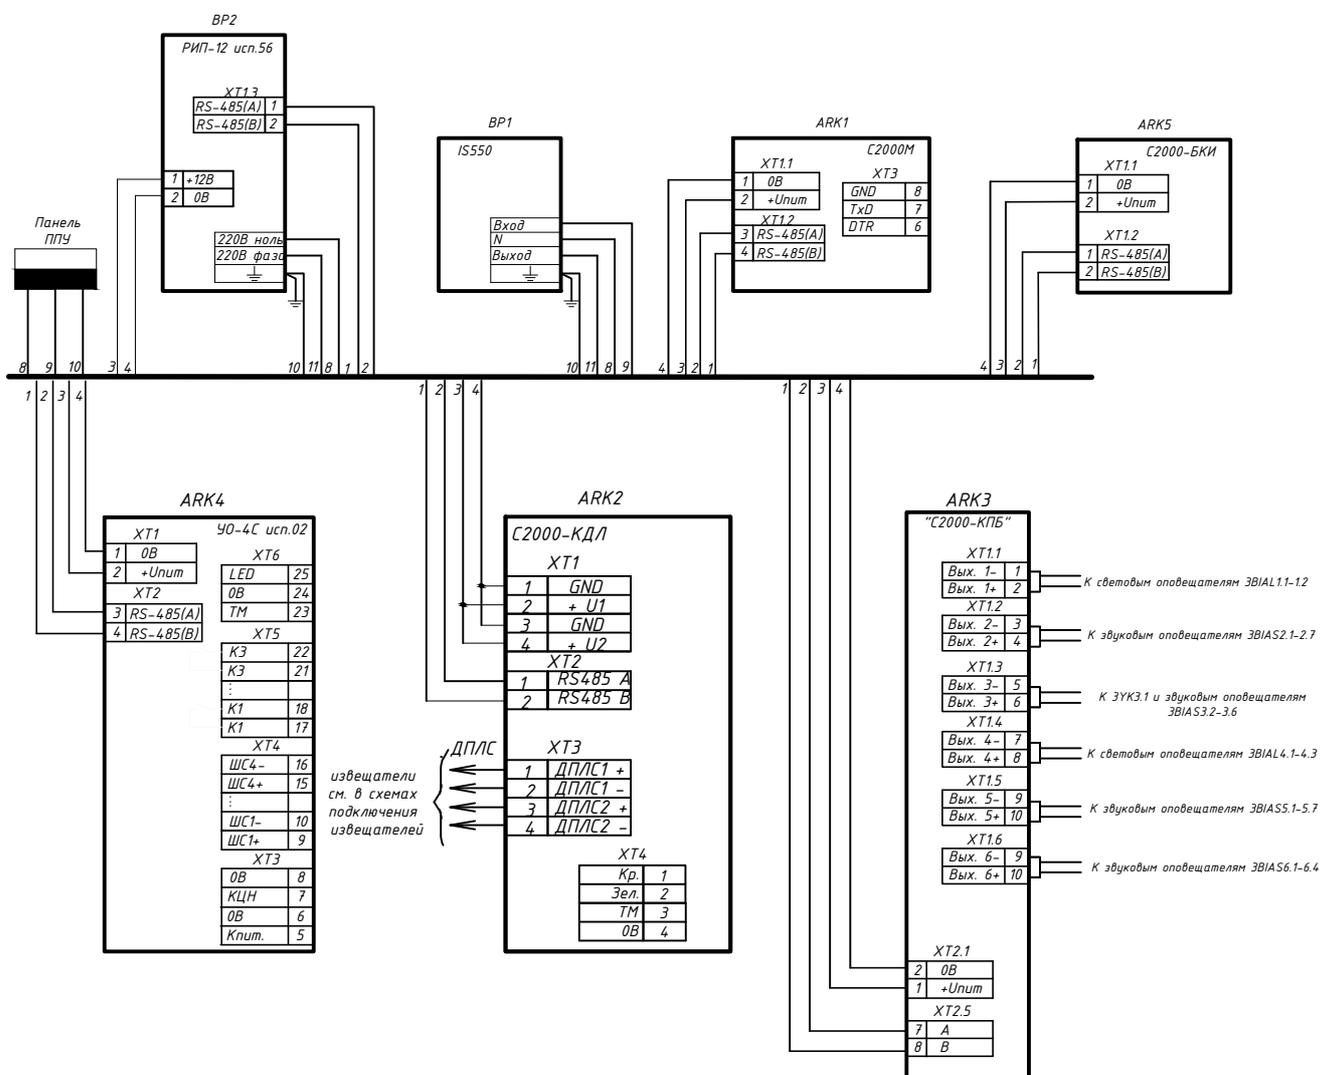 BP2
РИП-12 исп.56
XT1.3
RS-485(A) 1
RS-485(B) 2
1 +12В
2 0В
220В ноль
220В фаза
Панель
ППУ
BP1
IS550
Вход
N
Выход
ARK1
С2000М
XT1.1
1 0В
2 +Uпит
XT1.2
3 RS-485(A)
4 RS-485(B)
XT3
GND 8
TxD 7
DTR 6
ARK5
С2000-БКИ
XT1.1
1 0В
2 +Uпит
XT1.2
1 RS-485(A)
2 RS-485(B)
8 9 10 3 4 10 11 8 1 2 10 11 8 9 4 3 2 1 4 3 2 1
1 2 3 4 1 2 3 4 1 2 3 4
ARK4
УО-4С исп.02
XT1
1 0В
2 +Uпит
XT2
3 RS-485(A)
4 RS-485(B)
XT6
LED 25
0В 24
ТМ 23
XT5
К3 22
К3 21
⋮
К1 18
К1 17
XT4
ШС4- 16
ШС4+ 15
⋮
ШС1- 10
ШС1+ 9
XT3
0В 8
КЦН 7
0В 6
Кпит. 5
ARK2
С2000-КДЛ
XT1
1 GND
2 + U1
3 GND
4 + U2
XT2
1 RS485 A
2 RS485 B
ДПЛС
извещатели
см. в схемах
подключения
извещателей
XT3
1 ДПЛС1 +
2 ДПЛС1 -
3 ДПЛС2 +
4 ДПЛС2 -
XT4
Кр. 1
Зел. 2
ТМ 3
0В 4
ARK3
"С2000-КПБ"
XT1.1
Вых. 1- 1
Вых. 1+ 2
К световым оповещателям 3BIAL1.1-1.2
XT1.2
Вых. 2- 3
Вых. 2+ 4
К звуковым оповещателям 3BIAS2.1-2.7
XT1.3
Вых. 3- 5
Вых. 3+ 6
К 3УК3.1 и звуковым оповещателям
3BIAS3.2-3.6
XT1.4
Вых. 4- 7
Вых. 4+ 8
К световым оповещателям 3BIAL4.1-4.3
XT1.5
Вых. 5- 9
Вых. 5+ 10
К звуковым оповещателям 3BIAS5.1-5.7
XT1.6
Вых. 6- 9
Вых. 6+ 10
К звуковым оповещателям 3BIAS6.1-6.4
XT2.1
2 0В
1 +Uпит
XT2.5
7 A
8 B